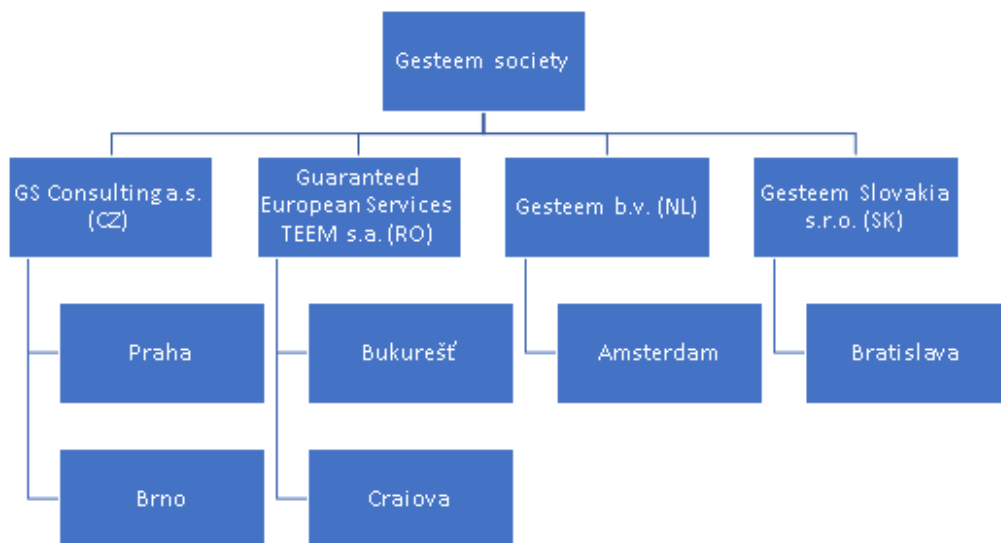 Gesteem society
GS Consulting a.s.
(CZ)
Guaranteed
European Services
TEEM s.a. (RO)
Gesteem b.v. (NL)
Gesteem Slovakia
s.r.o. (SK)
Praha
Bukurešť
Amsterdam
Bratislava
Brno
Craiova